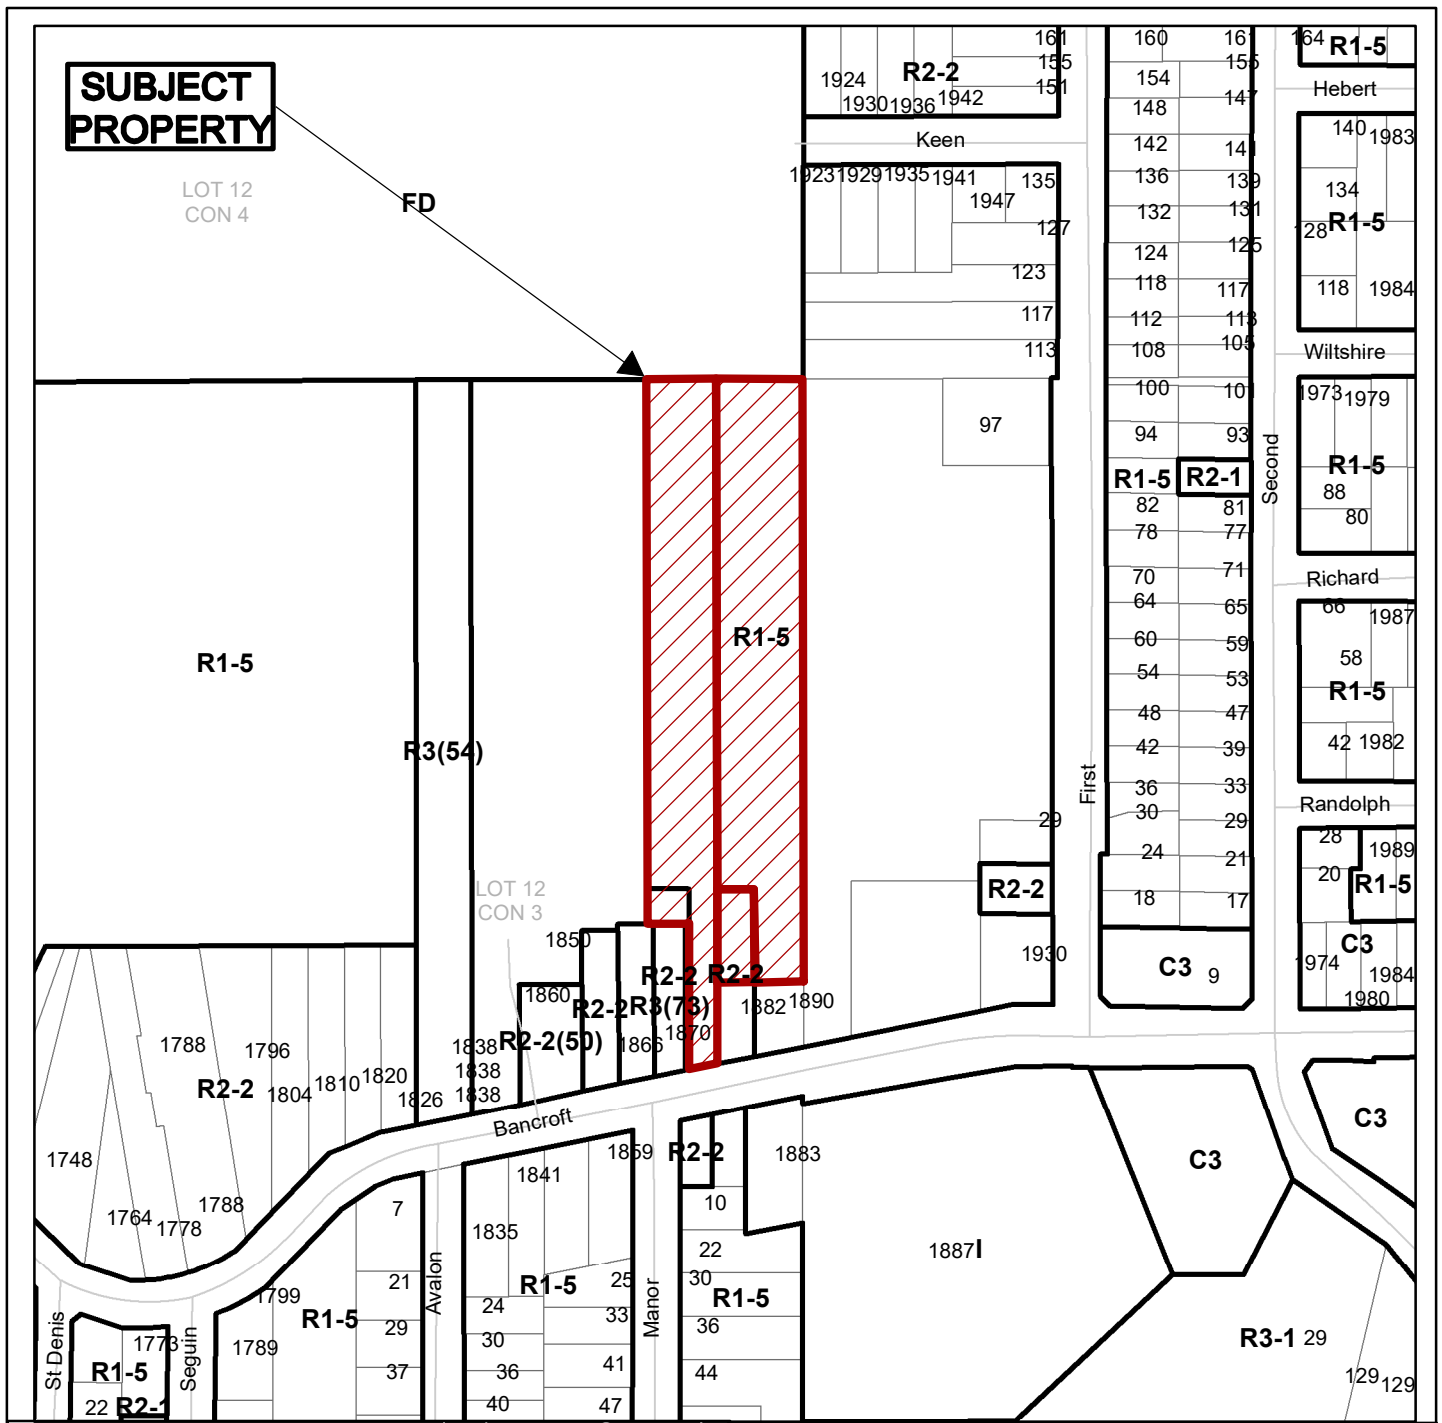 SUBJECT
PROPERTY
LOT 12
CON 4
FD
1924
1930
1936
1942
R2-2
161
155
151
Keen
1923
1929
1935
1941
1947
135
127
123
117
113
97
160
154
148
142
136
132
124
118
112
108
100
94
R1-5
82
78
70
64
60
54
48
42
36
30
24
18
161
155
147
141
139
131
125
117
113
105
101
93
R2-1
81
77
71
65
59
53
47
39
33
29
21
17
C3
9
First
Second
164
R1-5
Hebert
140
1983
134
R1-5
128
118
1984
Wiltshire
1973
1979
R1-5
88
80
Richard
66
1987
58
R1-5
42
1982
Randolph
28
1989
20
R1-5
C3
1974
1984
1980
R1-5
R3(54)
R1-5
LOT 12
CON 3
29
R2-2
1930
1850
1860
R2-2
R2-2(50)
R3(73)
R2-2
R2-2
1866
1870
1882
1890
1838
1838
1838
1826
1820
1810
1804
1796
1788
R2-2
1788
1778
1764
1748
Bancroft
1859
1841
1835
R2-2
1883
10
22
30
R1-5
36
44
1887
I
C3
C3
R3-1
29
129
129
7
21
29
37
R1-5
1799
1789
Avalon
24
30
36
40
R1-5
25
33
41
47
Manor
St Denis
1773
R1-5
22
R2-1
Seguin